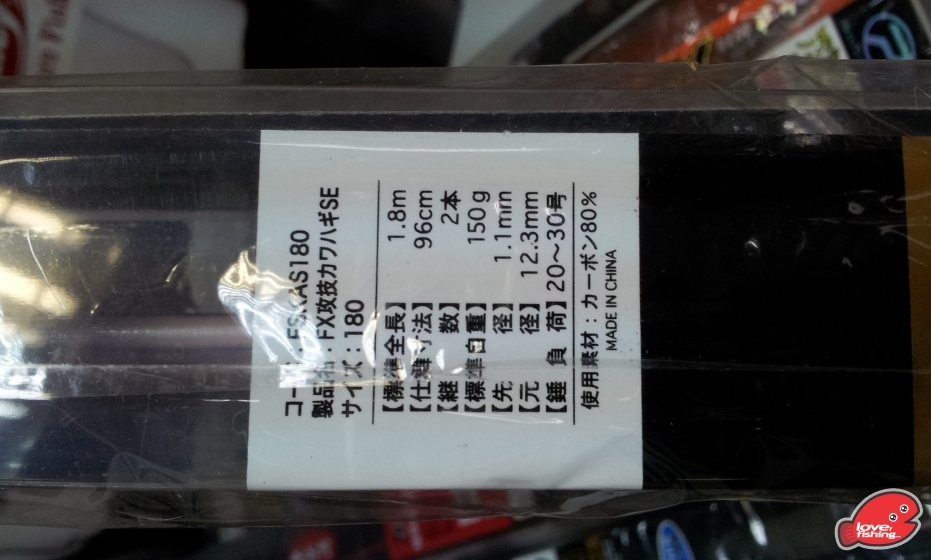 コード：FSKAS180
製品名：FX攻技カワハギSE
サイズ：180
【標準全長】 1.8m
【仕舞寸法】 96cm
【継 数】 2本
【標準自重】 150g
【先 径】 1.1mm
【元 径】 12.3mm
【錘 負 荷】 20～30号
使用素材：カーボン80%
MADE IN CHINA
love, fishing